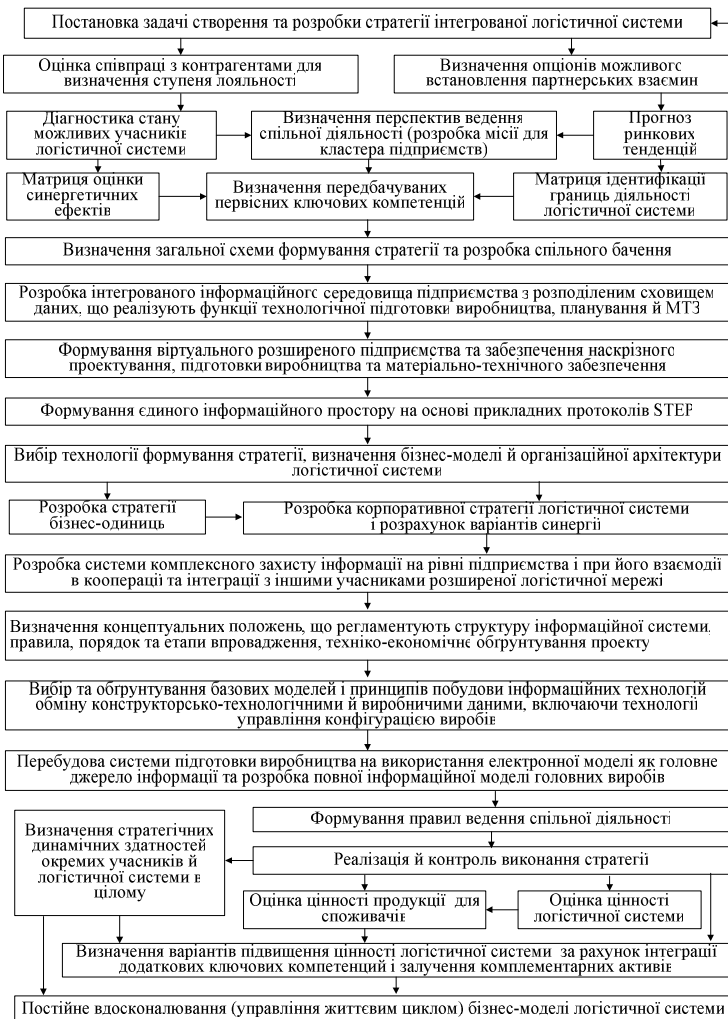 Постановка задачі створення та розробки стратегії інтегрованої логістичної системи
Оцінка співпраці з контрагентами для
визначення ступеня лояльності
Визначення опціонів можливого
встановлення партнерських взаємин
Діагностика стану
можливих учасників
логістичної системи
Визначення перспектив ведення
спільної діяльності (розробка місії для
кластера підприємств)
Прогноз
ринкових
тенденцій
Матриця оцінки
синергетичних
ефектів
Визначення передбачуваних
первісних ключових компетенцій
Матриця ідентифікації
границь діяльності
логістичної системи
Визначення загальної схеми формування стратегії та розробка спільного бачення
Розробка інтегрованого інформаційного середовища підприємства з розподіленим сховищем
даних, що реалізують функції технологічної підготовки виробництва, планування й МТЗ
Формування віртуального розширеного підприємства та забезпечення наскрізного
проектування, підготовки виробництва та матеріально-технічного забезпечення
Формування єдиного інформаційного простору на основі прикладних протоколів STEP
Вибір технології формування стратегії, визначення бізнес-моделі й організаційної архітектури
логістичної системи
Розробка стратегії
бізнес-одиниць
Розробка корпоративної стратегії логістичної системи
і розрахунок варіантів синергії
Розробка системи комплексного захисту інформації на рівні підприємства і при його взаємодії
в кооперації та інтеграції з іншими учасниками розширеної логістичної мережі
Визначення концептуальних положень, що регламентують структуру інформаційної системи,
правила, порядок та етапи впровадження, техніко-економічне обґрунтування проекту
Вибір та обґрунтування базових моделей і принципів побудови інформаційних технологій
обміну конструкторсько-технологічними й виробничими даними, включаючи технології
управління конфігурацією виробів
Перебудова системи підготовки виробництва на використання електронної моделі як головне
джерело інформації та розробка повної інформаційної моделі головних виробів
Формування правил ведення спільної діяльності
Визначення стратегічних
динамічних здатностей
окремих учасників й
логістичної системи в
цілому
Реалізація й контроль виконання стратегії
Оцінка цінності продукції для
споживачів
Оцінка цінності
логістичної системи
Визначення варіантів підвищення цінності логістичної системи за рахунок інтеграції
додаткових ключових компетенцій і залучення комплементарних активів
Постійне вдосконалювання (управління життєвим циклом) бізнес-моделі логістичної системи